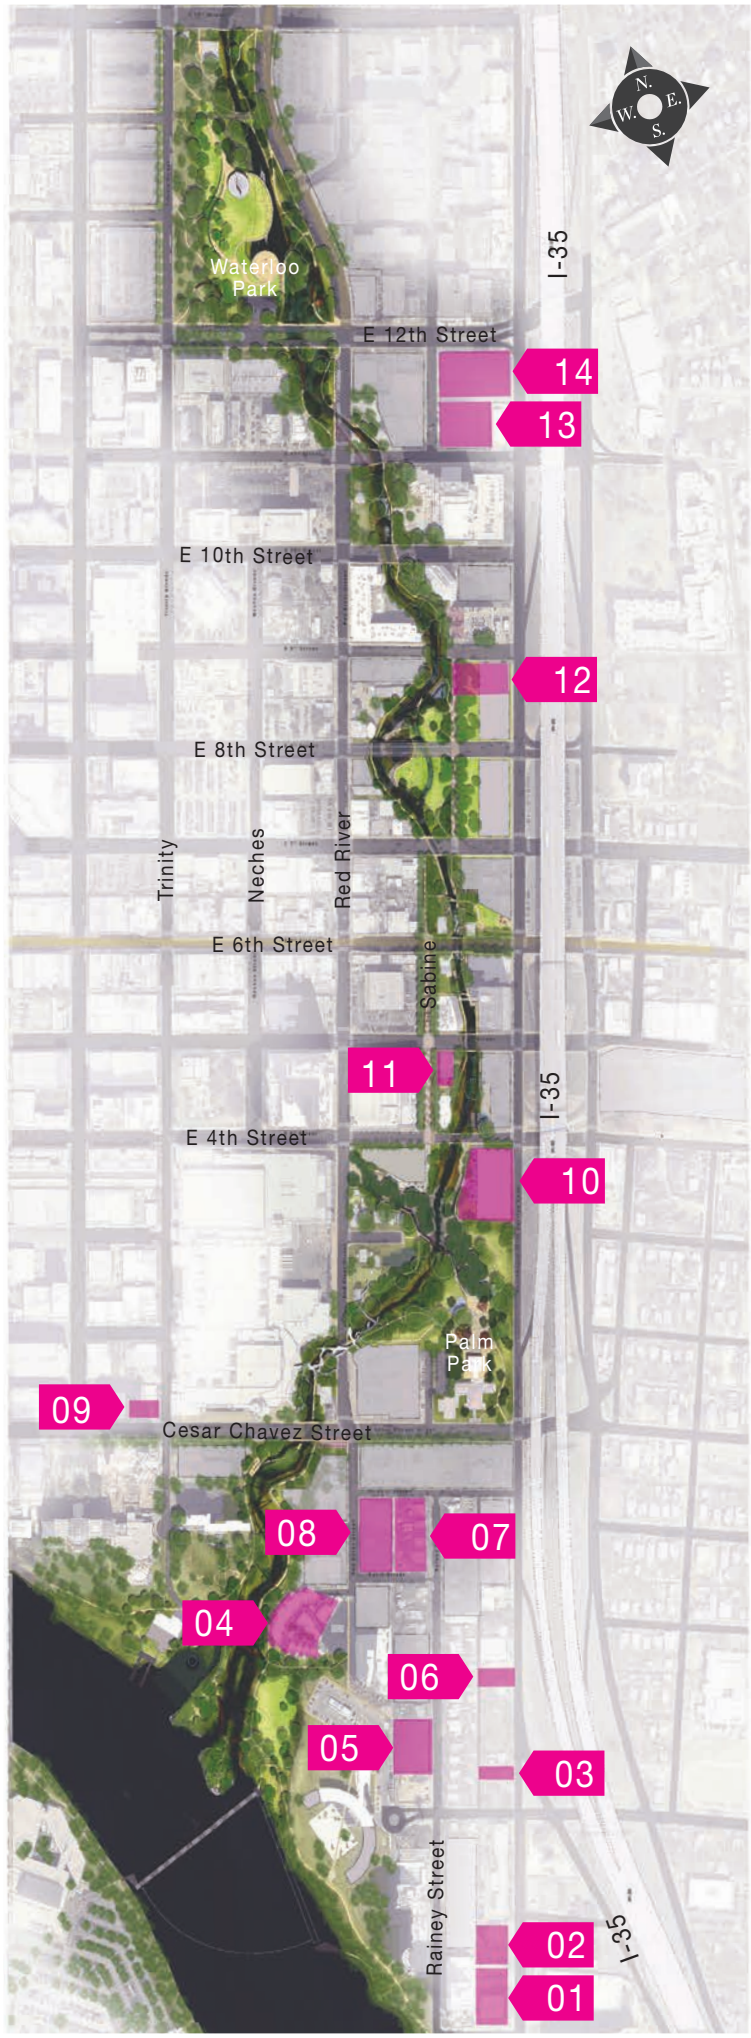 N.
W. E.
S.
I-35
Waterloo
Park
E 12th Street
14
13
E 10th Street
12
E 8th Street
Trinity
Neches
Red River
E 6th Street
Sabine
11
I-35
E 4th Street
10
Palm
Park
09
Cesar Chavez Street
08
07
04
06
05
03
Rainey Street
02
I-35
01